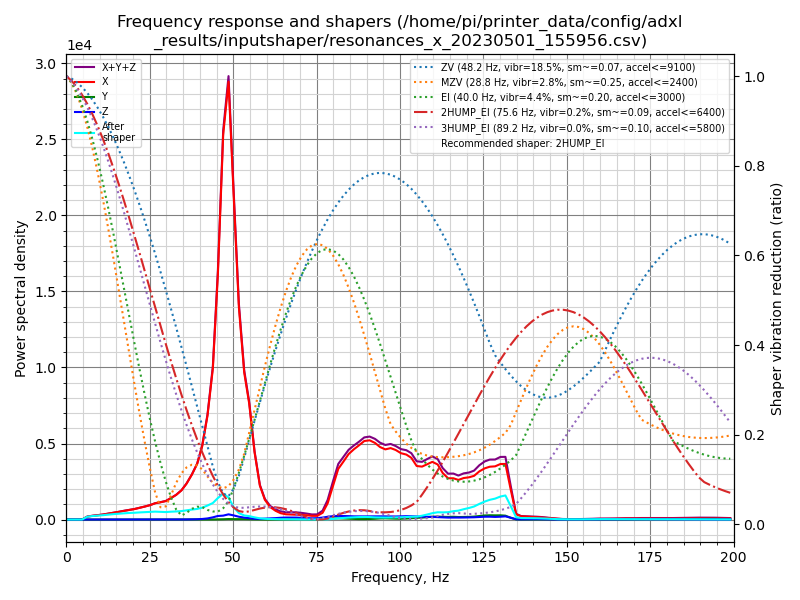 Frequency response and shapers (/home/pi/printer_data/config/adxl
_results/inputshaper/resonances_x_20230501_155956.csv)
1e4
X+Y+Z
X
Y
Z
After
shaper
ZV (48.2 Hz, vibr=18.5%, sm~=0.07, accel<=9100)
MZV (28.8 Hz, vibr=2.8%, sm~=0.25, accel<=2400)
EI (40.0 Hz, vibr=4.4%, sm~=0.20, accel<=3000)
2HUMP_EI (75.6 Hz, vibr=0.2%, sm~=0.09, accel<=6400)
3HUMP_EI (89.2 Hz, vibr=0.0%, sm~=0.10, accel<=5800)
Recommended shaper: 2HUMP_EI
Power spectral density
3.0
2.5
2.0
1.5
1.0
0.5
0.0
1.0
0.8
0.6
0.4
0.2
0.0
Shaper vibration reduction (ratio)
0 25 50 75 100 125 150 175 200
Frequency, Hz